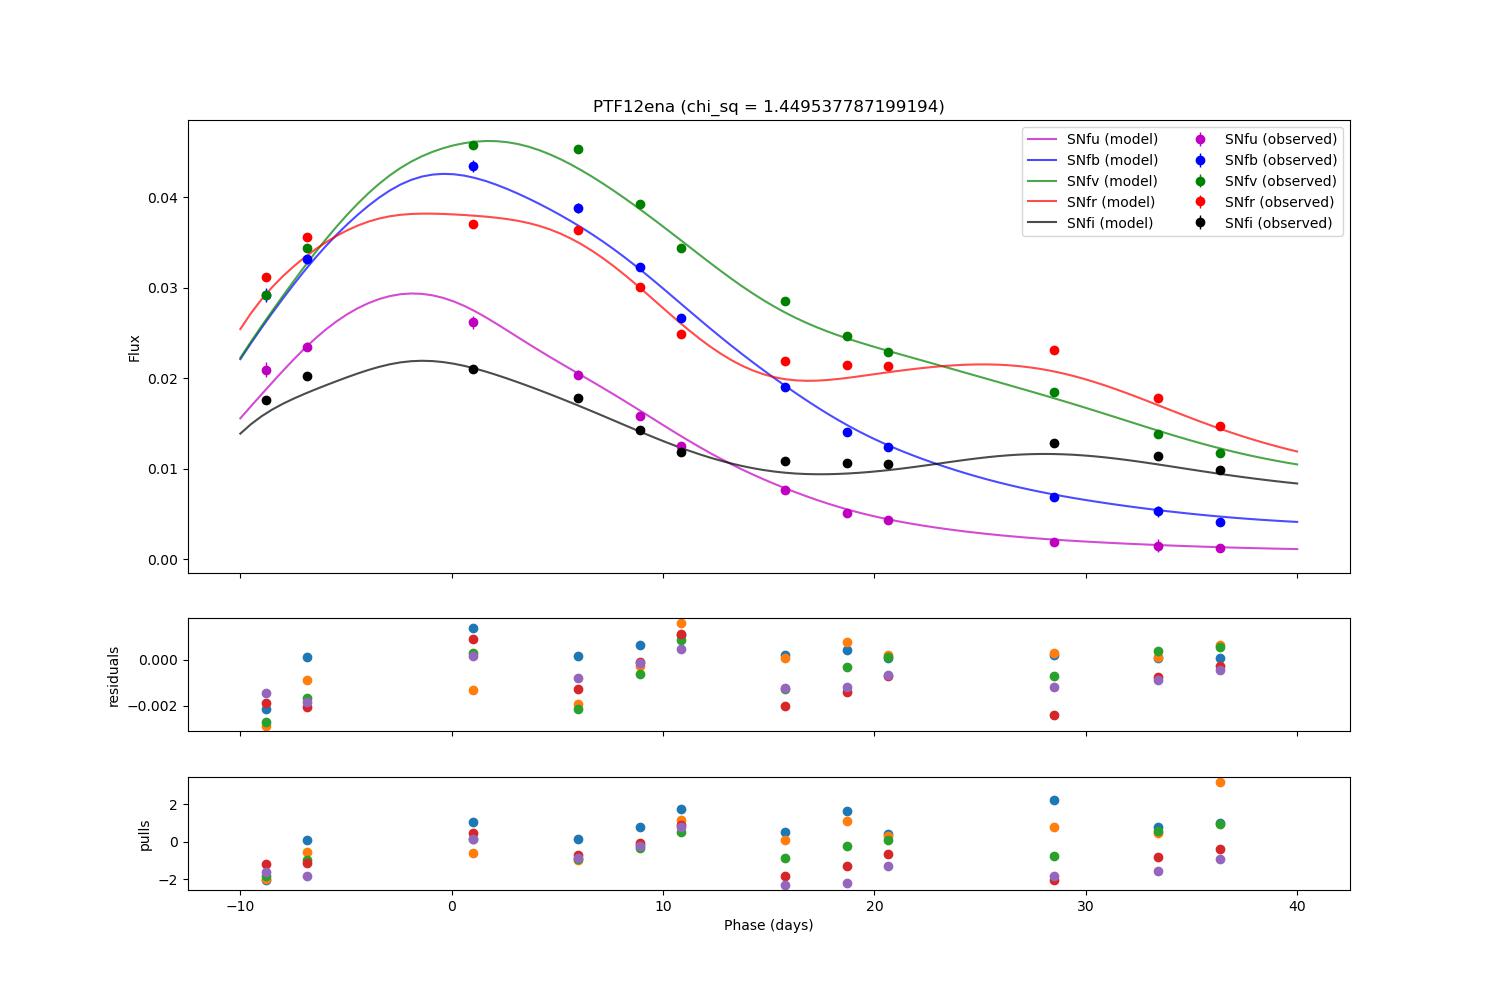 PTF12ena (chi_sq = 1.449537787199194)
SNfu (model) SNfu (observed)
SNfb (model) SNfb (observed)
SNfv (model) SNfv (observed)
SNfr (model) SNfr (observed)
SNfi (model) SNfi (observed)
Flux
0.04
0.03
0.02
0.01
0.00
residuals
0.000
−0.002
pulls
2
0
−2
−10 0 10 20 30 40
Phase (days)